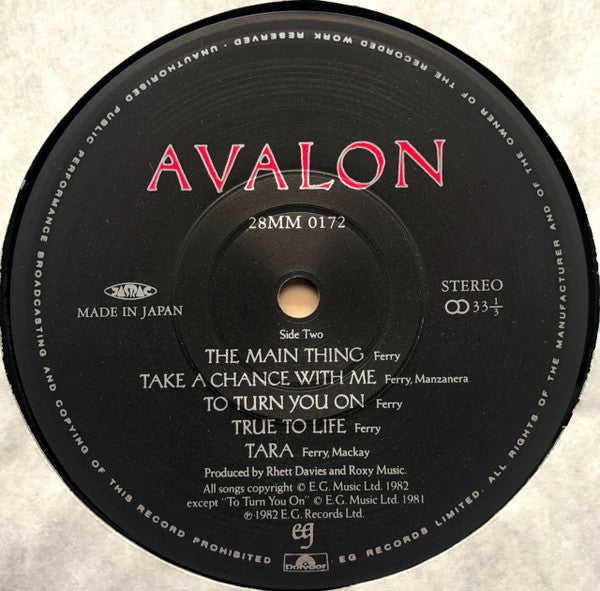 AVALON
28MM 0172
JASRAC
MADE IN JAPAN
STEREO
33 1/3
Side Two
THE MAIN THING Ferry
TAKE A CHANCE WITH ME Ferry, Manzanera
TO TURN YOU ON Ferry
TRUE TO LIFE Ferry
TARA Ferry, Mackay
Produced by Rhett Davies and Roxy Music.
All songs copyright © E.G. Music Ltd. 1982
except "To Turn You On" © E.G. Music Ltd. 1981
℗ 1982 E.G. Records Ltd.
eg
Polydor
EG RECORDS LIMITED. ALL RIGHTS OF THE MANUFACTURER AND OF THE OWNER OF THE RECORDED WORK RESERVED · UNAUTHORISED PUBLIC PERFORMANCE BROADCASTING AND COPYING OF THIS RECORD PROHIBITED